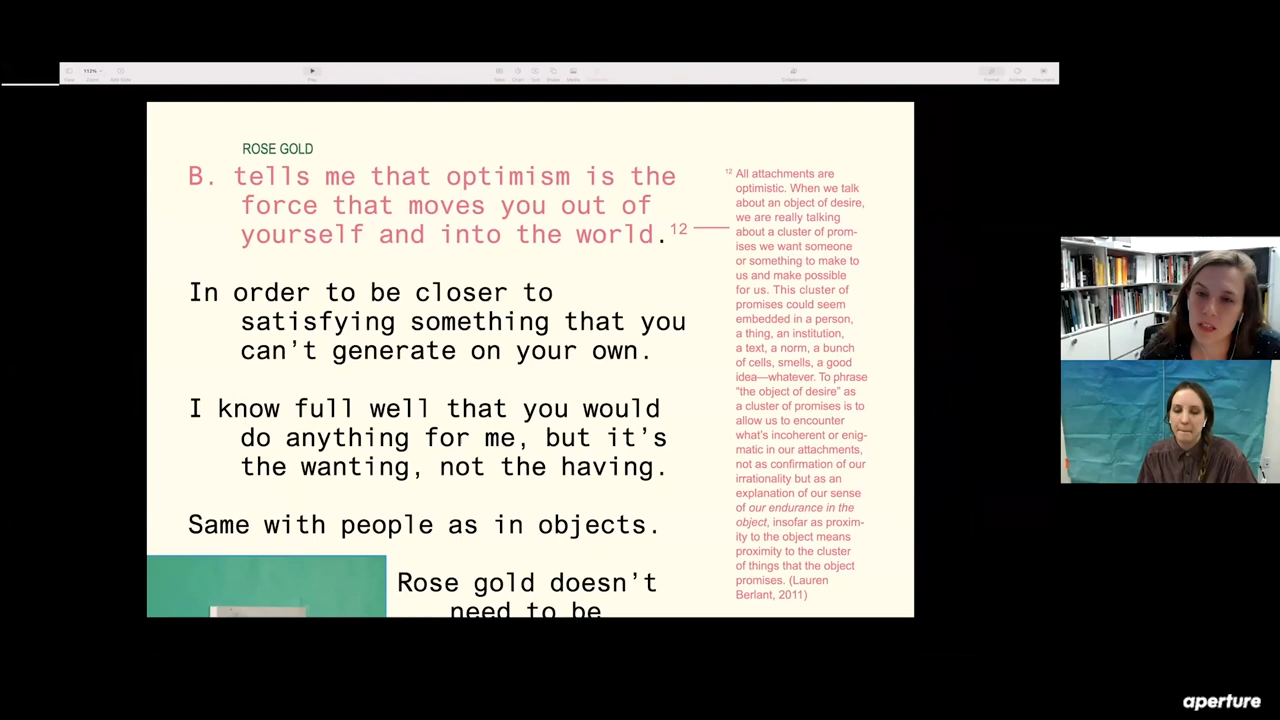 112%
ROSE GOLD
B. tells me that optimism is the
force that moves you out of
yourself and into the world.12
In order to be closer to
satisfying something that you
can’t generate on your own.
I know full well that you would
do anything for me, but it’s
the wanting, not the having.
Same with people as in objects.
Rose gold doesn’t
need to be
12 All attachments are
optimistic. When we talk
about an object of desire,
we are really talking
about a cluster of prom-
ises we want someone
or something to make to
us and make possible
for us. This cluster of
promises could seem
embedded in a person,
a thing, an institution,
a text, a norm, a bunch
of cells, smells, a good
idea—whatever. To phrase
“the object of desire” as
a cluster of promises is to
allow us to encounter
what’s incoherent or enig-
matic in our attachments,
not as confirmation of our
irrationality but as an
explanation of our sense
of our endurance in the
object, insofar as proxim-
ity to the object means
proximity to the cluster
of things that the object
promises. (Lauren
Berlant, 2011)
aperture